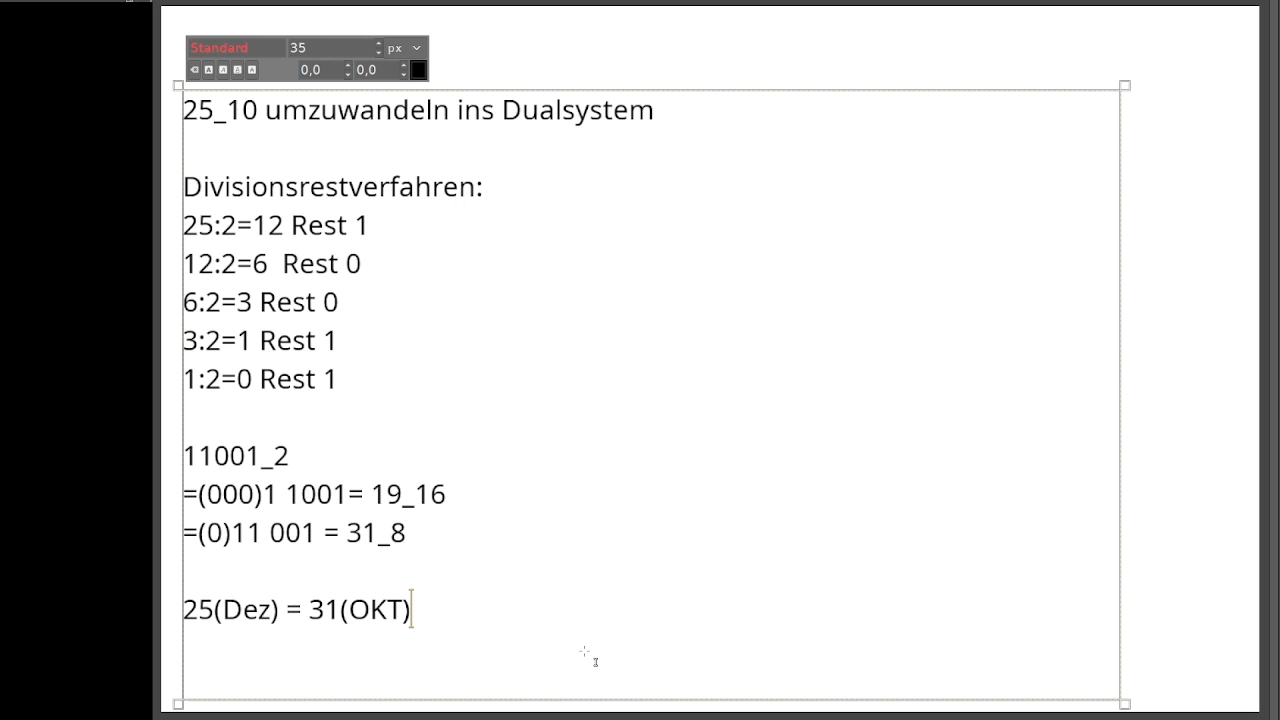 Standard 35 px
0,0 0,0
25_10 umzuwandeln ins Dualsystem
Divisionsrestverfahren:
25:2=12 Rest 1
12:2=6  Rest 0
6:2=3 Rest 0
3:2=1 Rest 1
1:2=0 Rest 1
11001_2
=(000)1 1001= 19_16
=(0)11 001 = 31_8
25(Dez) = 31(OKT)